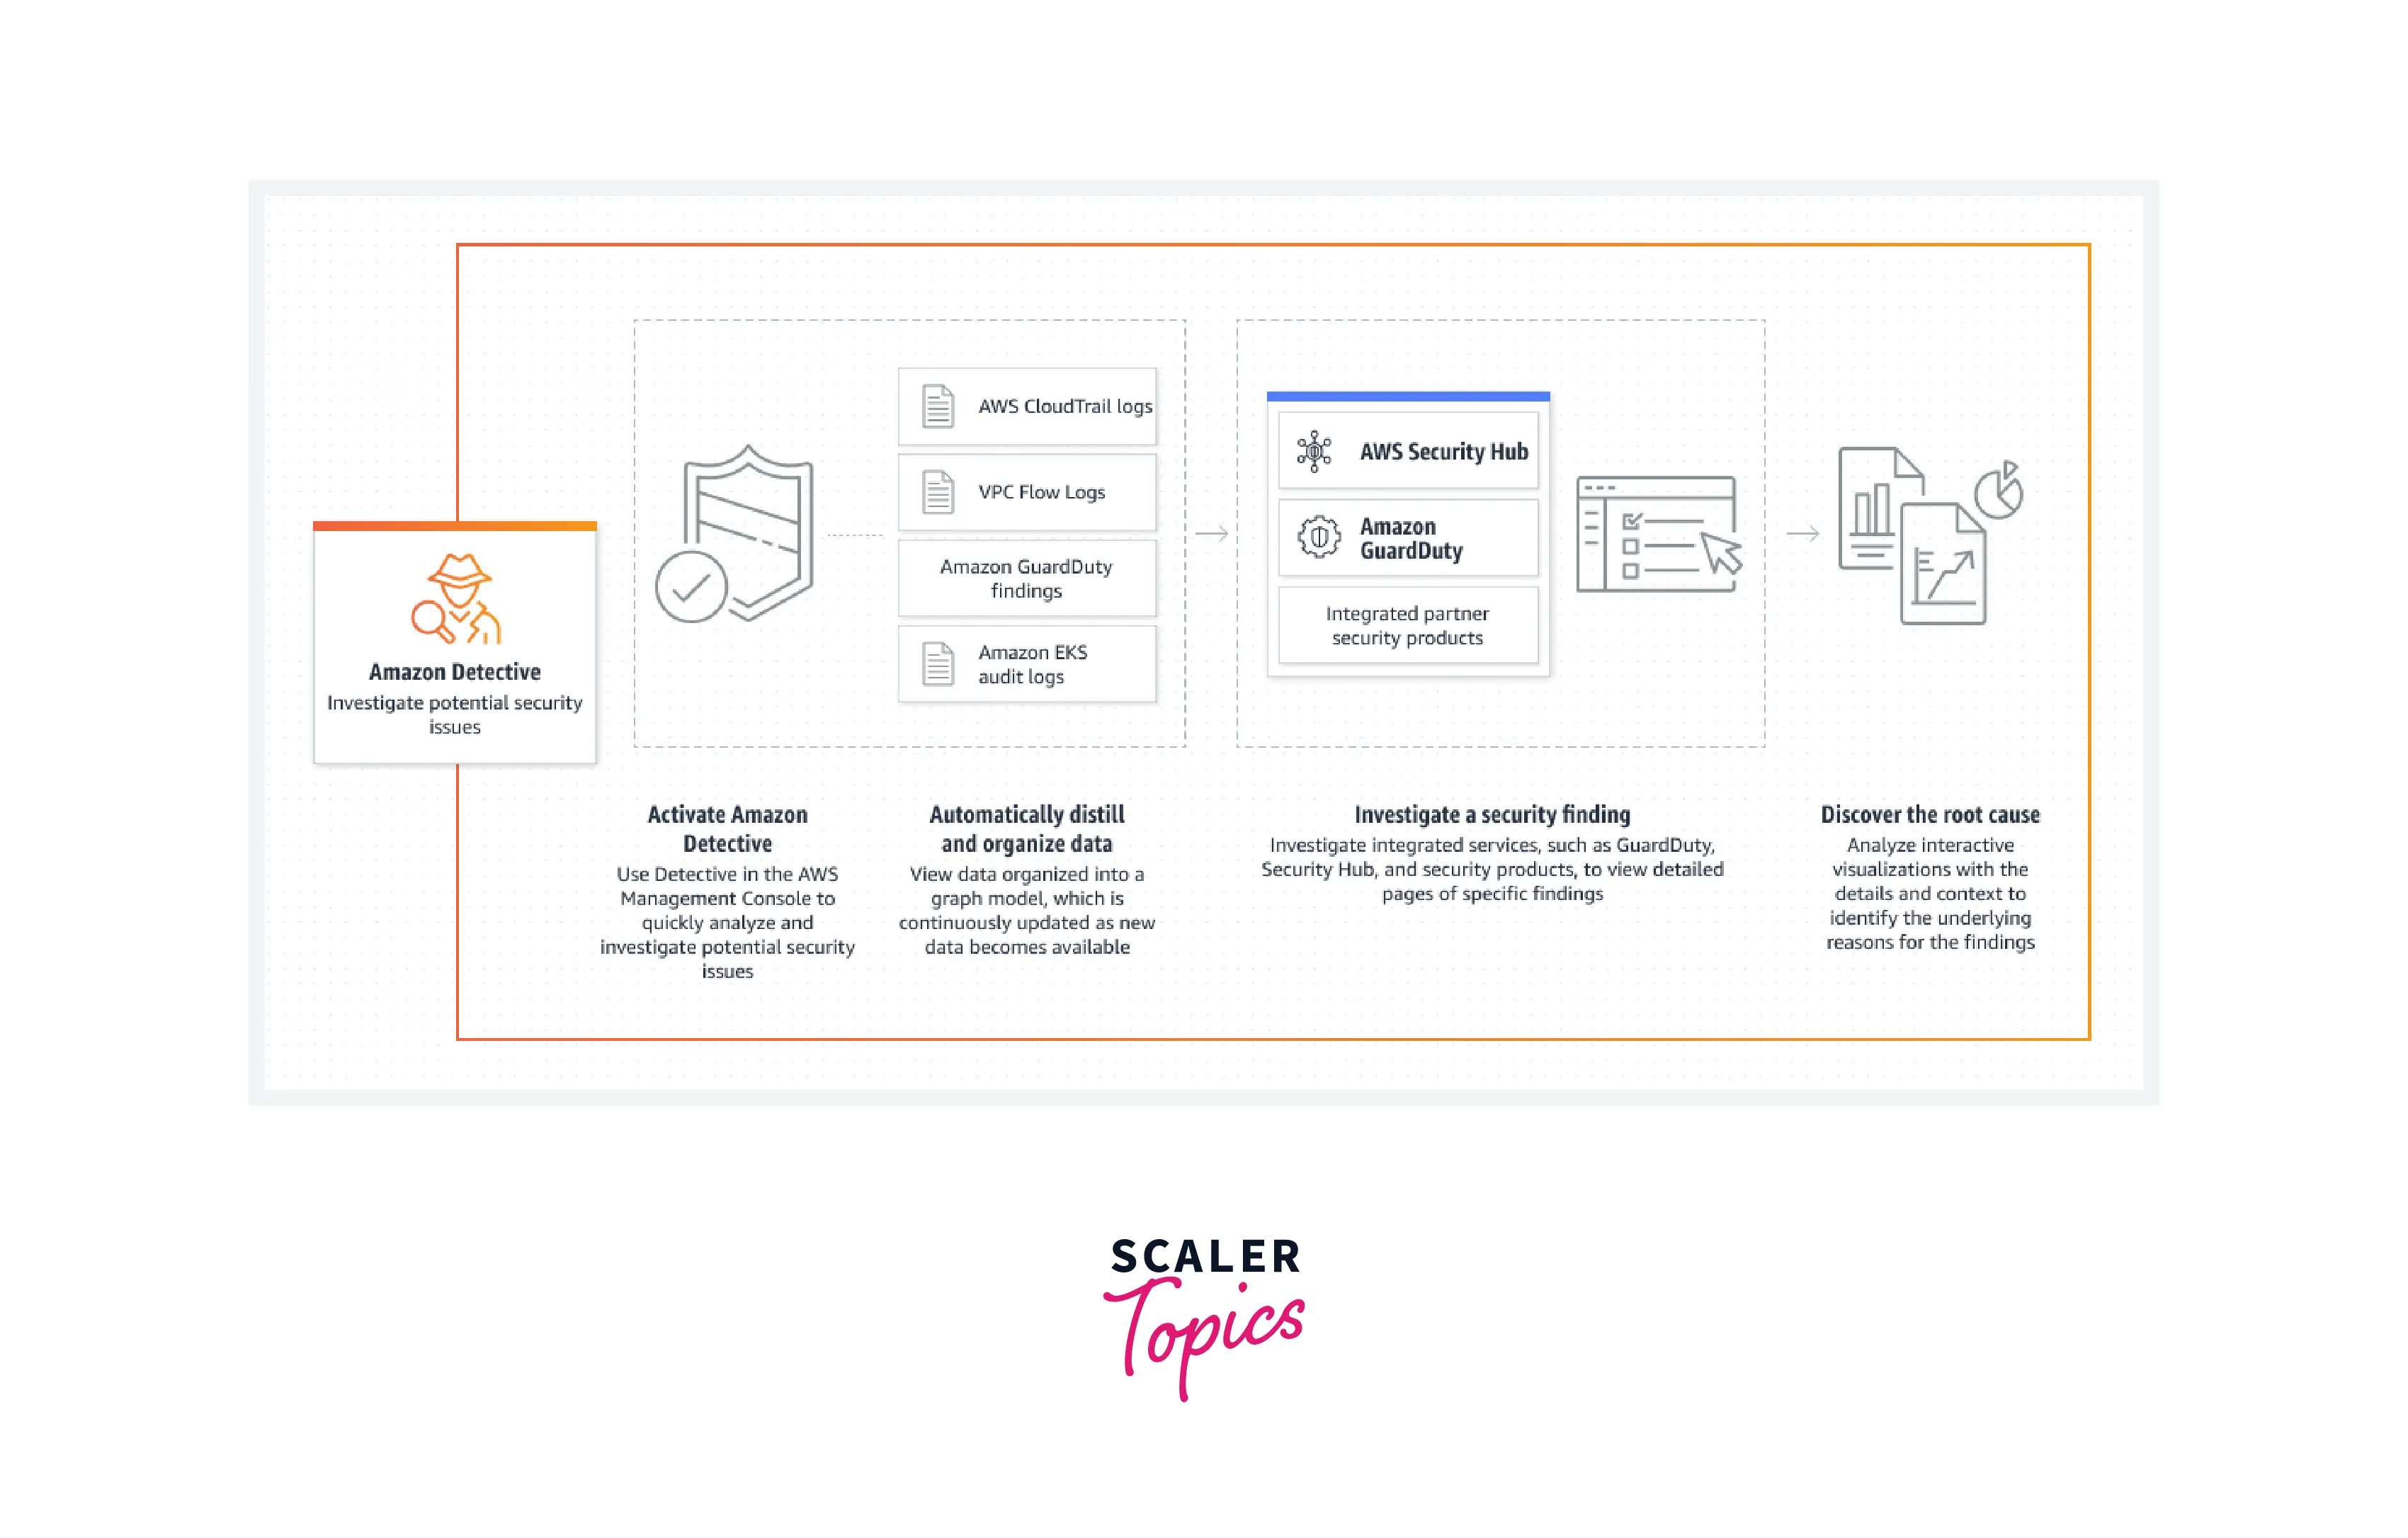 AWS CloudTrail logs
VPC Flow Logs
Amazon GuardDuty
findings
Amazon EKS
audit logs
AWS Security Hub
Amazon
GuardDuty
Integrated partner
security products
Amazon Detective
Investigate potential security
issues
Activate Amazon
Detective
Use Detective in the AWS
Management Console to
quickly analyze and
investigate potential security
issues
Automatically distill
and organize data
View data organized into a
graph model, which is
continuously updated as new
data becomes available
Investigate a security finding
Investigate integrated services, such as GuardDuty,
Security Hub, and security products, to view detailed
pages of specific findings
Discover the root cause
Analyze interactive
visualizations with the
details and context to
identify the underlying
reasons for the findings
SCALER
Topics